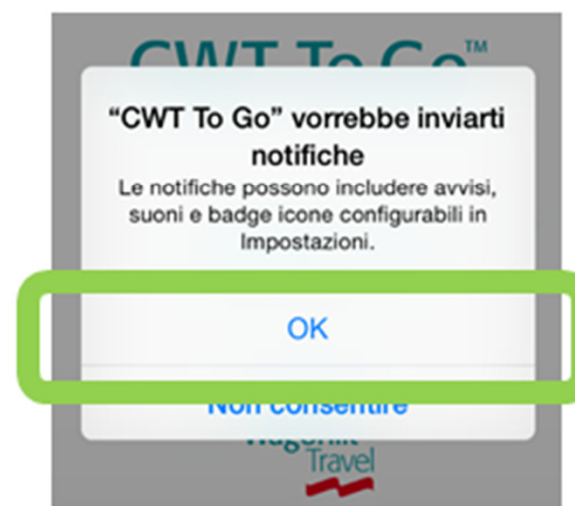 CWT To Go™
“CWT To Go” vorrebbe inviarti
notifiche
Le notifiche possono includere avvisi,
suoni e badge icone configurabili in
Impostazioni.
OK
Non consentire
Wagonlit
Travel